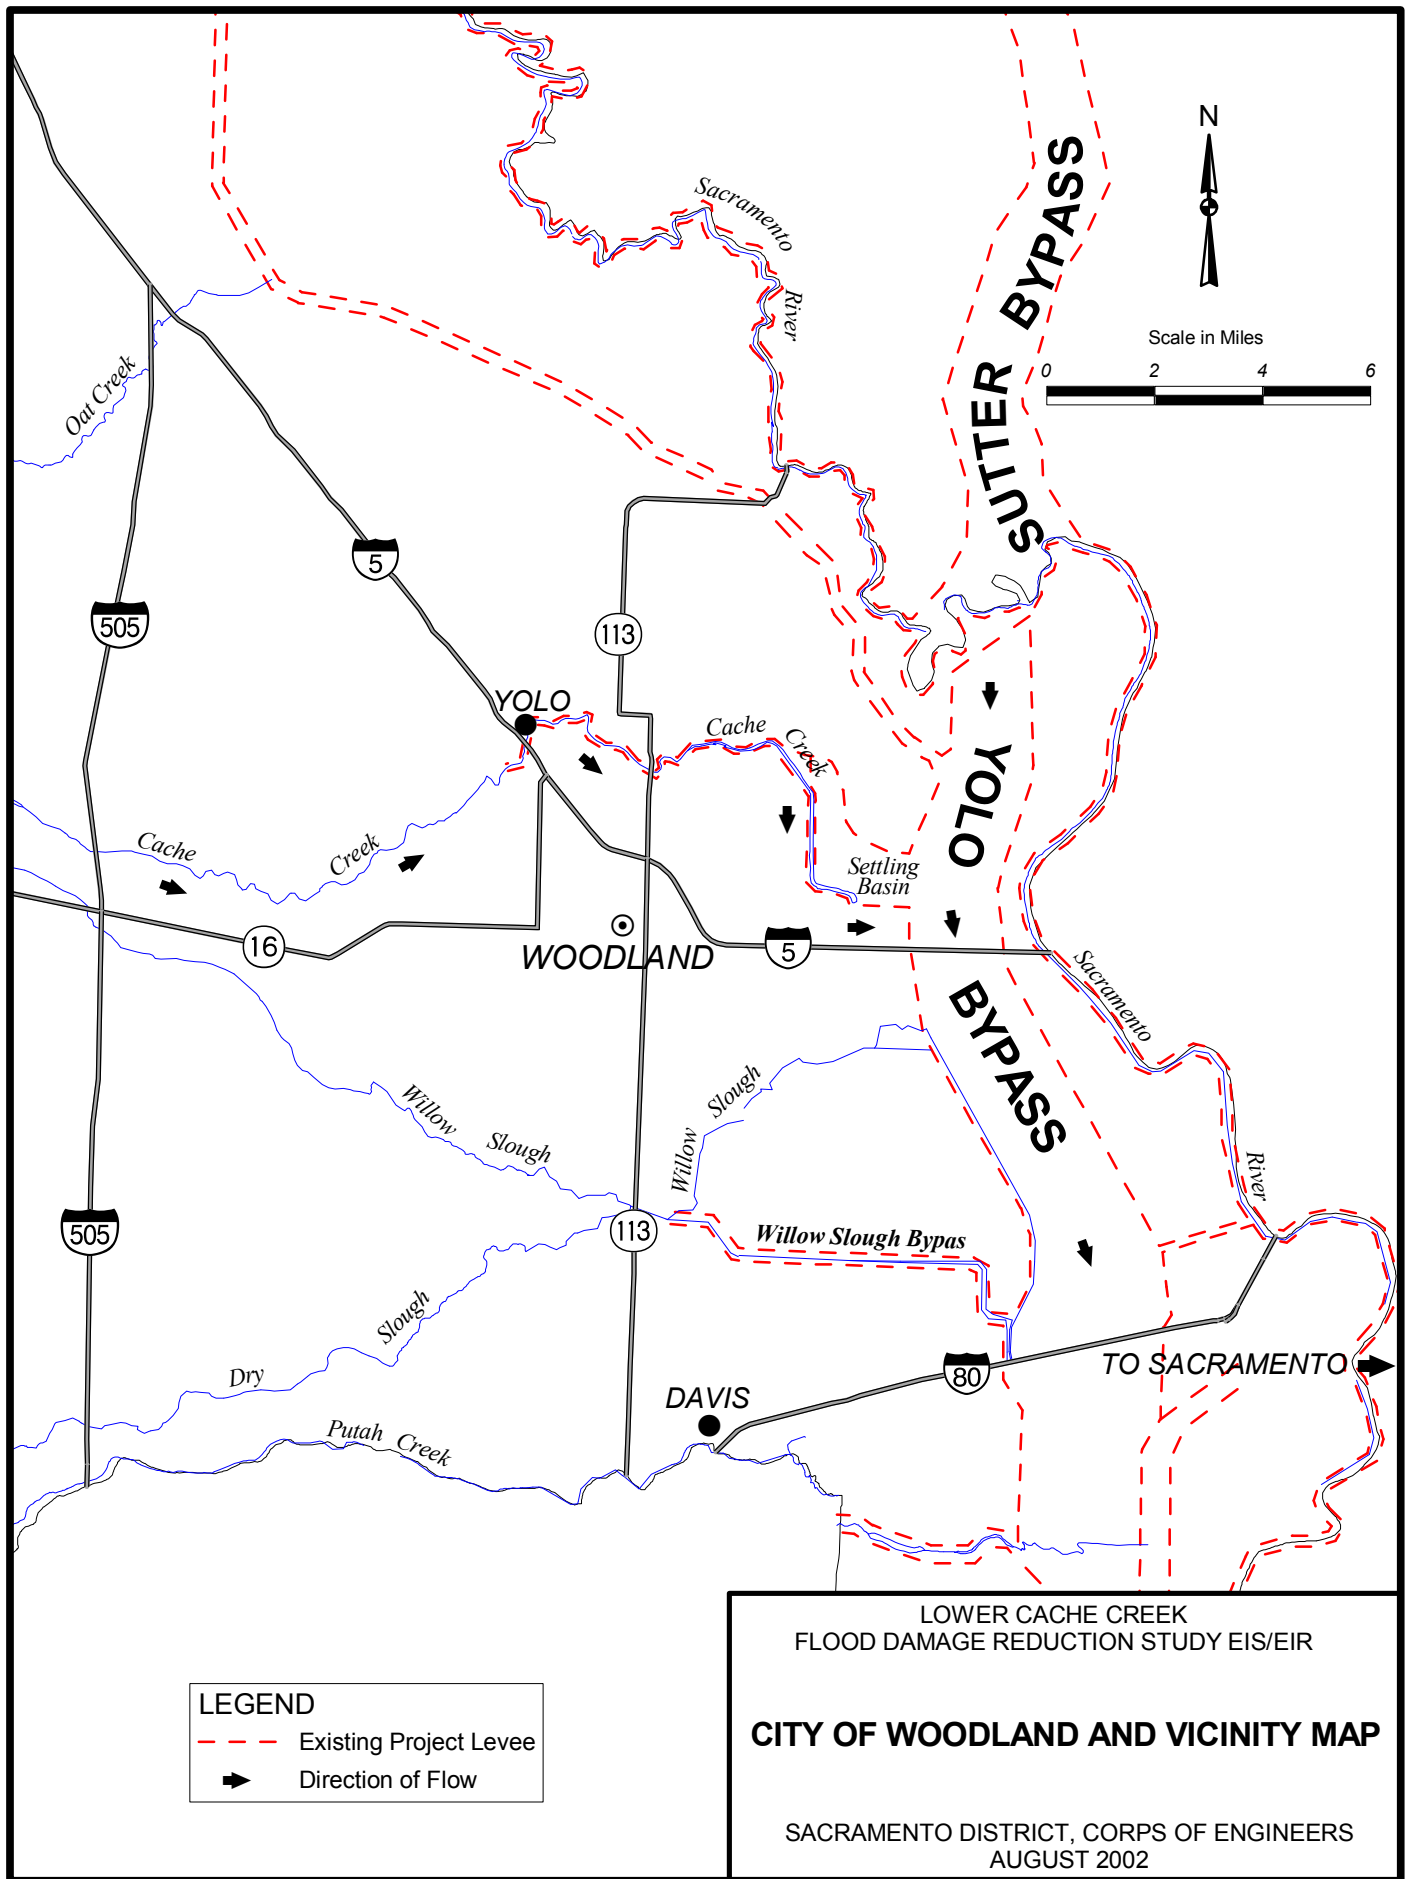 N
Scale in Miles
0 2 4 6
SUTTER BYPASS
Sacramento
River
Oat Creek
5
505
113
YOLO
Cache
Creek
YOLO
BYPASS
Cache
Creek
Settling
Basin
16
WOODLAND
5
Sacramento
River
Willow
Slough
Willow
Slough
505
113
Willow Slough Bypas
Dry
Slough
80
TO SACRAMENTO
DAVIS
Putah Creek
LEGEND
Existing Project Levee
Direction of Flow
LOWER CACHE CREEK
FLOOD DAMAGE REDUCTION STUDY EIS/EIR
CITY OF WOODLAND AND VICINITY MAP
SACRAMENTO DISTRICT, CORPS OF ENGINEERS
AUGUST 2002